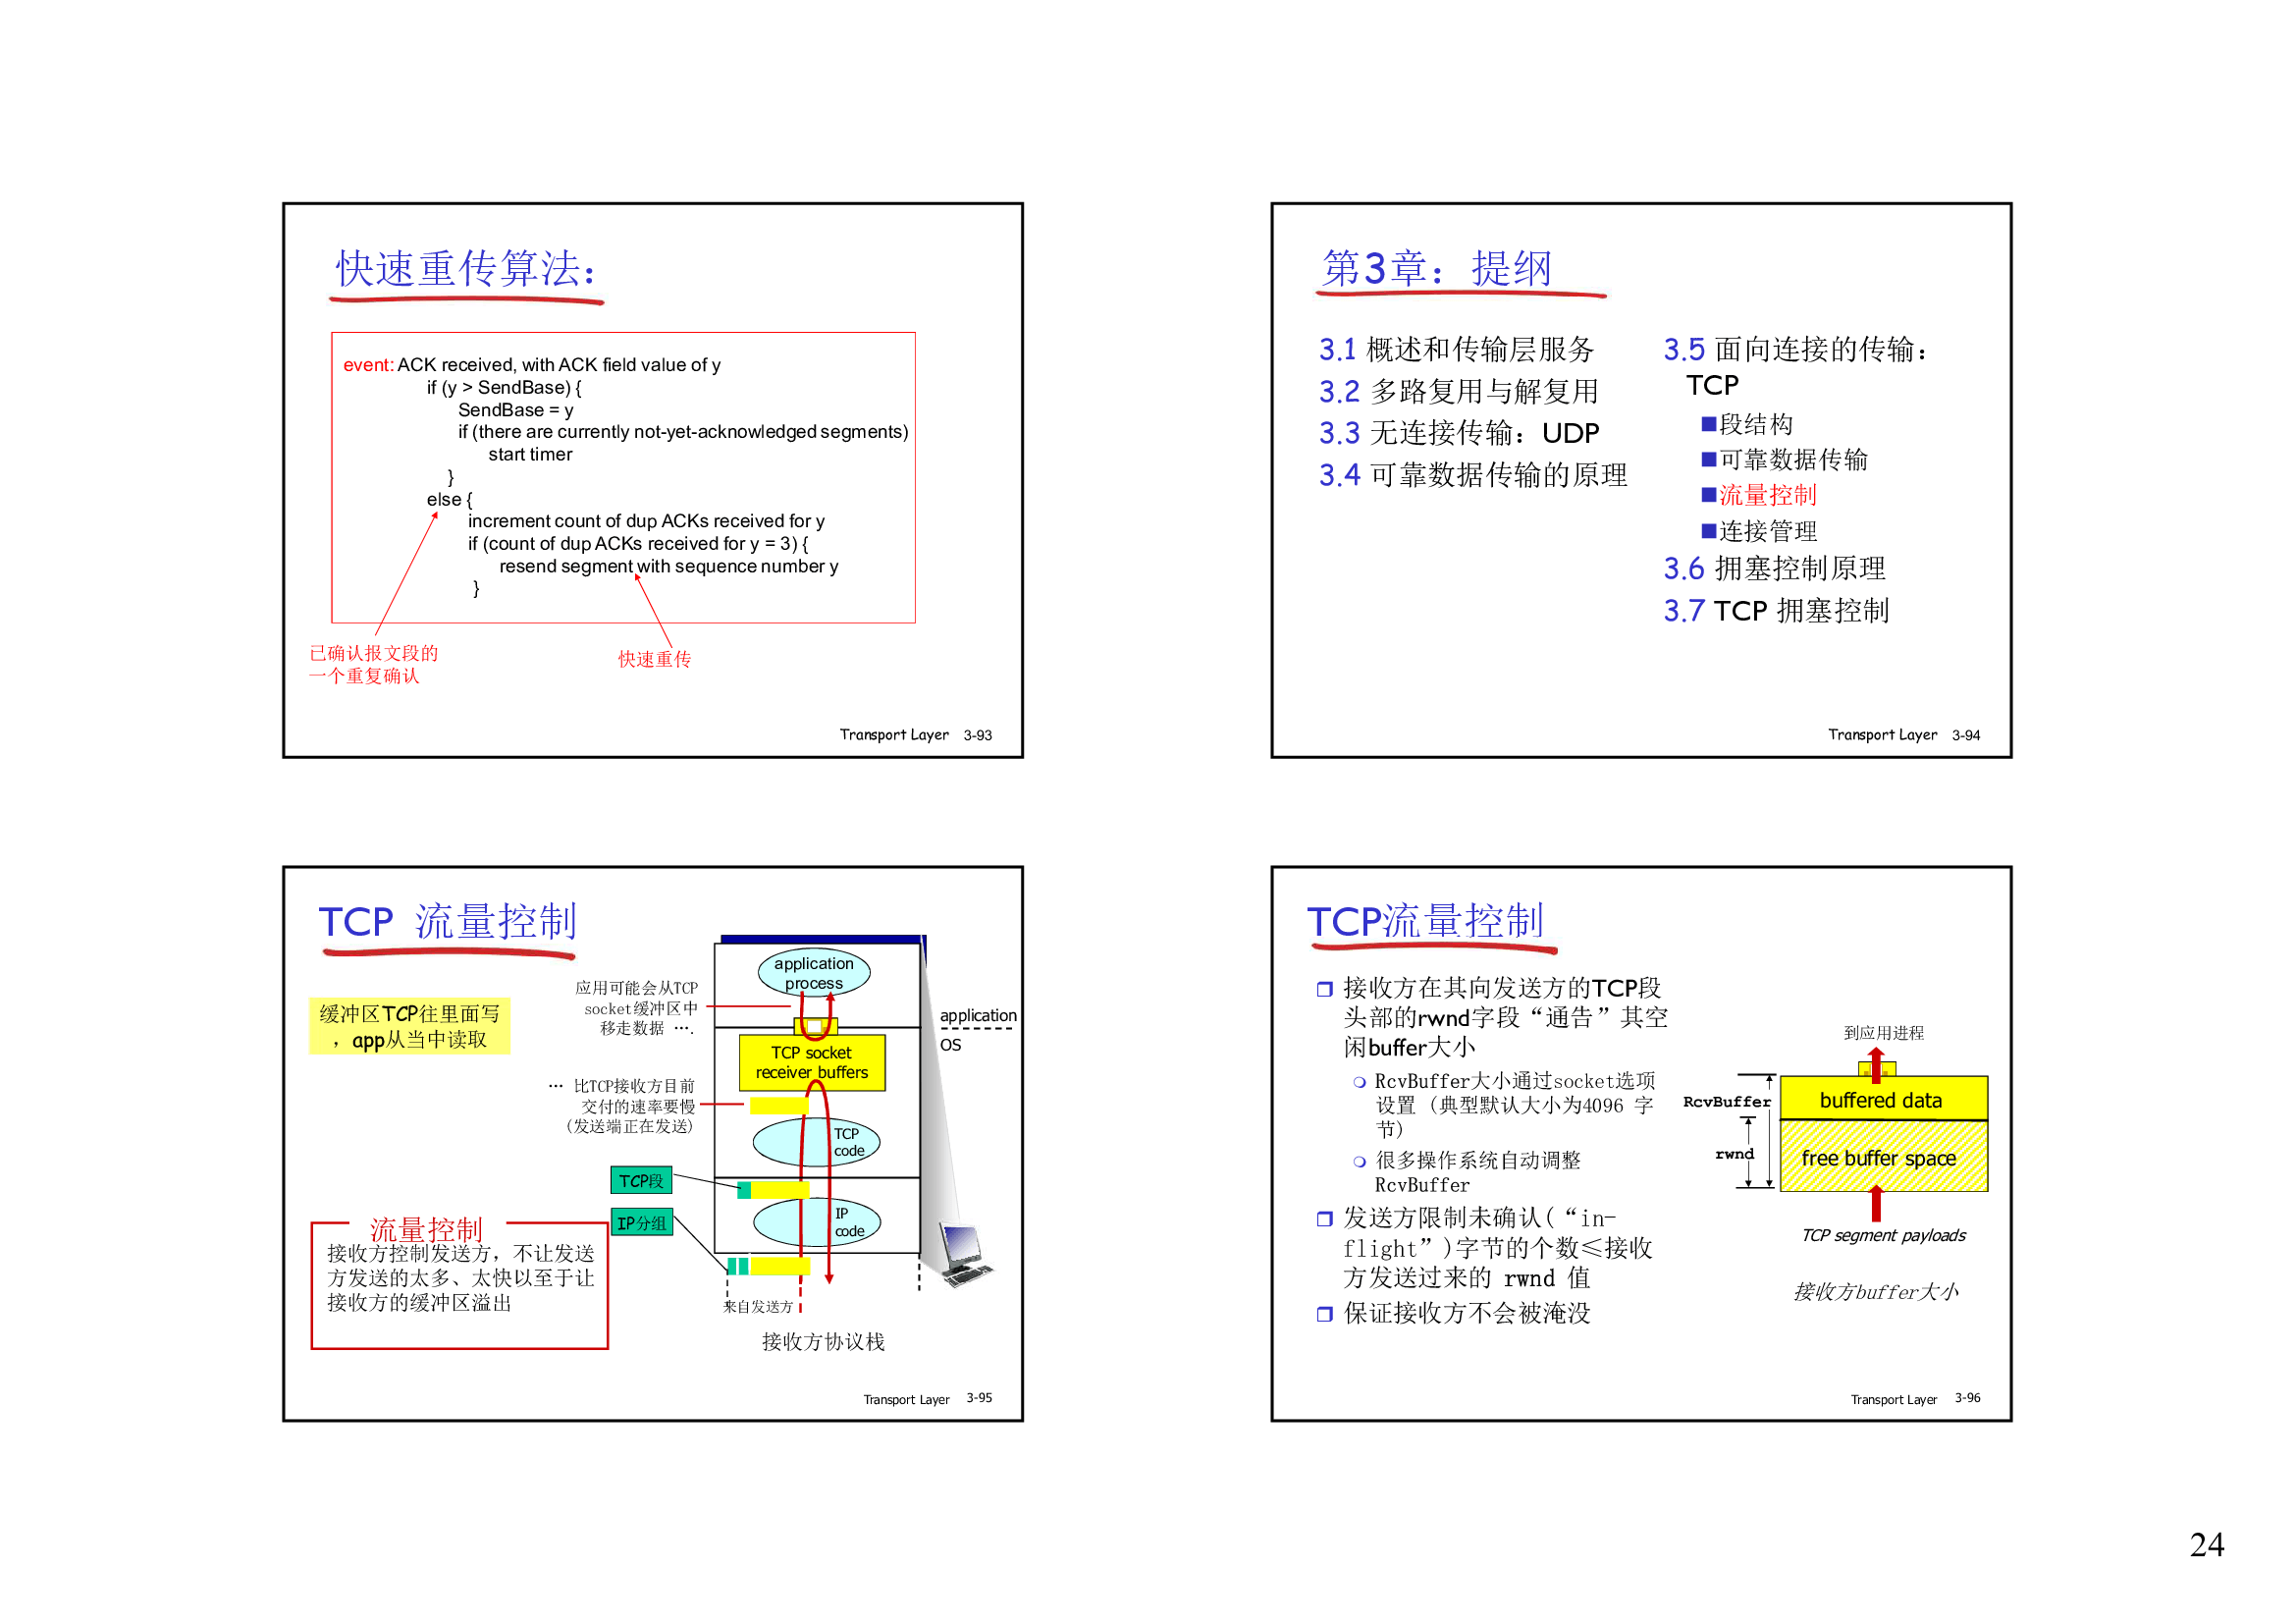 快速重传算法：
event: ACK received, with ACK field value of y
if (y > SendBase) {
SendBase = y
if (there are currently not-yet-acknowledged segments)
start timer
}
else {
increment count of dup ACKs received for y
if (count of dup ACKs received for y = 3) {
resend segment with sequence number y
}
已确认报文段的
一个重复确认
快速重传
Transport Layer 3-93
第3章：提纲
3.1 概述和传输层服务
3.2 多路复用与解复用
3.3 无连接传输：UDP
3.4 可靠数据传输的原理
3.5 面向连接的传输：
TCP
段结构
可靠数据传输
流量控制
连接管理
3.6 拥塞控制原理
3.7 TCP 拥塞控制
Transport Layer 3-94
TCP 流量控制
缓冲区TCP往里面写
，app从当中读取
应用可能会从TCP
socket缓冲区中
移走数据 ….
… 比TCP接收方目前
交付的速率要慢
(发送端正在发送)
TCP段
IP分组
流量控制
接收方控制发送方，不让发送
方发送的太多、太快以至于让
接收方的缓冲区溢出
application
process
TCP socket
receiver buffers
TCP
code
IP
code
application
OS
来自发送方
接收方协议栈
Transport Layer 3-95
TCP流量控制
接收方在其向发送方的TCP段
头部的rwnd字段“通告”其空
闲buffer大小
RcvBuffer大小通过socket选项
设置 (典型默认大小为4096 字
节)
很多操作系统自动调整
RcvBuffer
发送方限制未确认(“in-
flight”)字节的个数≤接收
方发送过来的 rwnd 值
保证接收方不会被淹没
到应用进程
RcvBuffer
buffered data
rwnd
free buffer space
TCP segment payloads
接收方buffer大小
Transport Layer 3-96
24